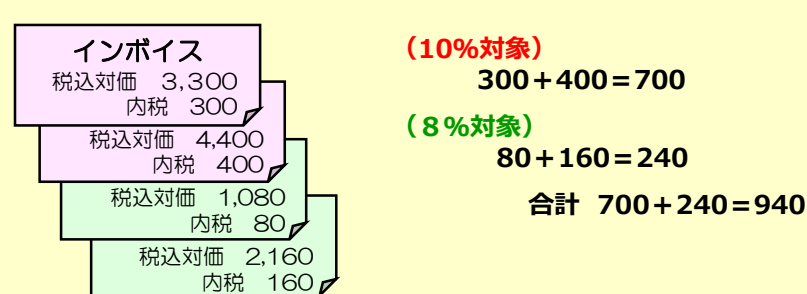 インボイス
税込対価　3,300
内税　300
税込対価　4,400
内税　400
税込対価　1,080
内税　80
税込対価　2,160
内税　160
（10%対象）
300＋400＝700
（８%対象）
80＋160＝240
合計　700＋240＝940